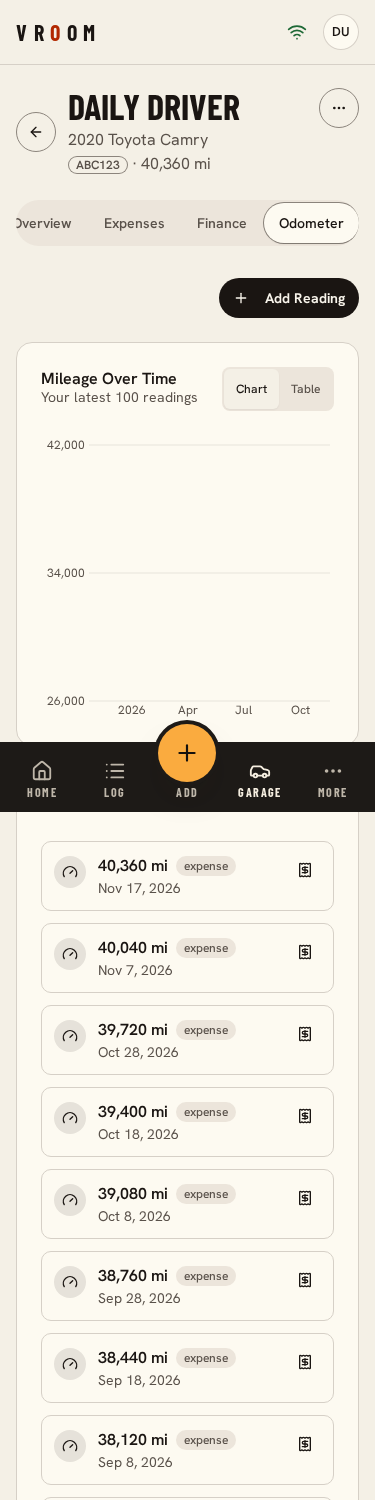 VROOM
DU
DAILY DRIVER
2020 Toyota Camry
ABC123 · 40,360 mi
Overview Expenses Finance Odometer
Add Reading
Mileage Over Time
Your latest 100 readings
Chart Table
42,000
34,000
26,000
2026 Apr Jul Oct
HOME LOG ADD GARAGE MORE
40,360 mi expense
Nov 17, 2026
40,040 mi expense
Nov 7, 2026
39,720 mi expense
Oct 28, 2026
39,400 mi expense
Oct 18, 2026
39,080 mi expense
Oct 8, 2026
38,760 mi expense
Sep 28, 2026
38,440 mi expense
Sep 18, 2026
38,120 mi expense
Sep 8, 2026